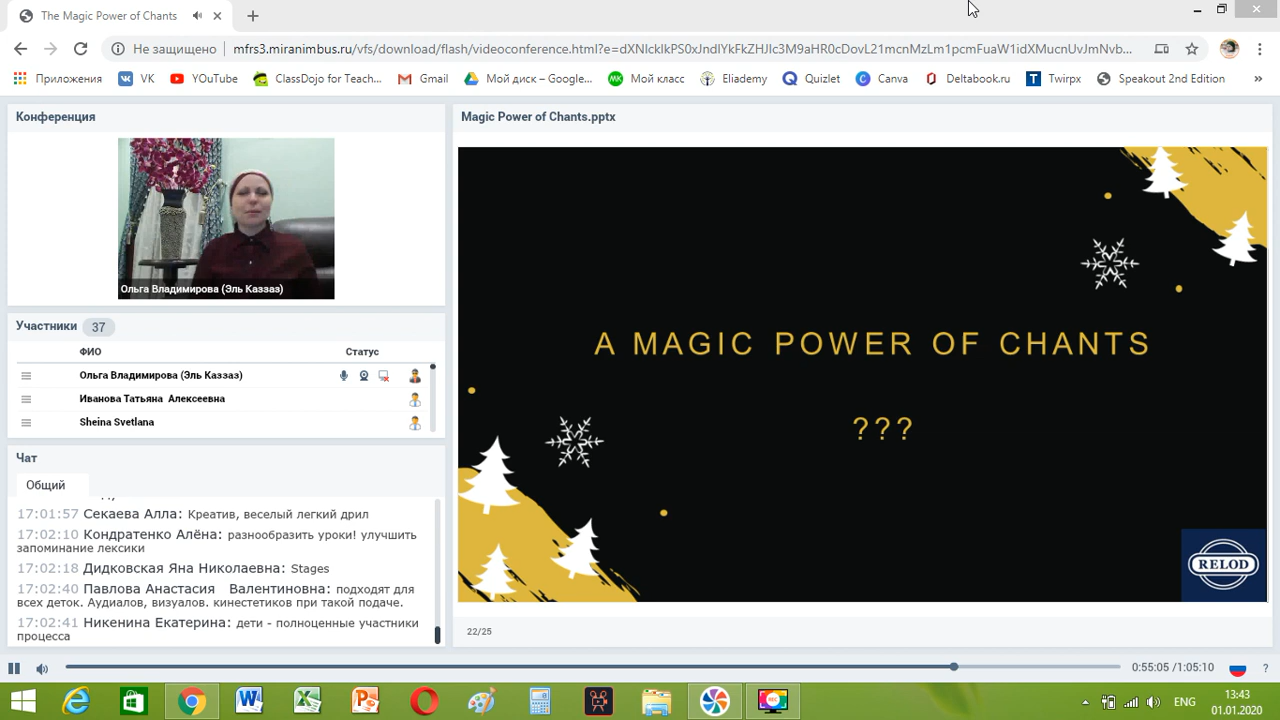 The Magic Power of Chants
Не защищено
mfrs3.miranimbus.ru/vfs/download/flash/videoconference.html?e=dXNlcklkPS0xJndlYkFkZHJlc3M9aHR0cDovL21mcnMzLm1pcmFuaW1idXMucnUvJmNvb...
Приложения
VK
YouTube
ClassDojo for Teach...
Gmail
Мой диск – Google...
Мой класс
Eliademy
Quizlet
Canva
Deltabook.ru
Twirpx
Speakout 2nd Edition
»
Конференция
Ольга Владимирова (Эль Каззаз)
Участники 37
ФИО Статус
Ольга Владимирова (Эль Каззаз)
Иванова Татьяна Алексеевна
Sheina Svetlana
Чат
Общий
17:01:57 Секаева Алла: Креатив, веселый легкий дрил
17:02:10 Кондратенко Алёна: разнообразить уроки! улучшить
запоминание лексики
17:02:18 Дидковская Яна Николаевна: Stages
17:02:40 Павлова Анастасия Валентиновна: подходят для
всех деток. Аудиалов, визуалов. кинестетиков при такой подаче.
17:02:41 Никенина Екатерина: дети - полноценные участники
процесса
Magic Power of Chants.pptx
A MAGIC POWER OF CHANTS
???
RELOD
22/25
0:55:05 /1:05:10
?
ENG
13:43
01.01.2020